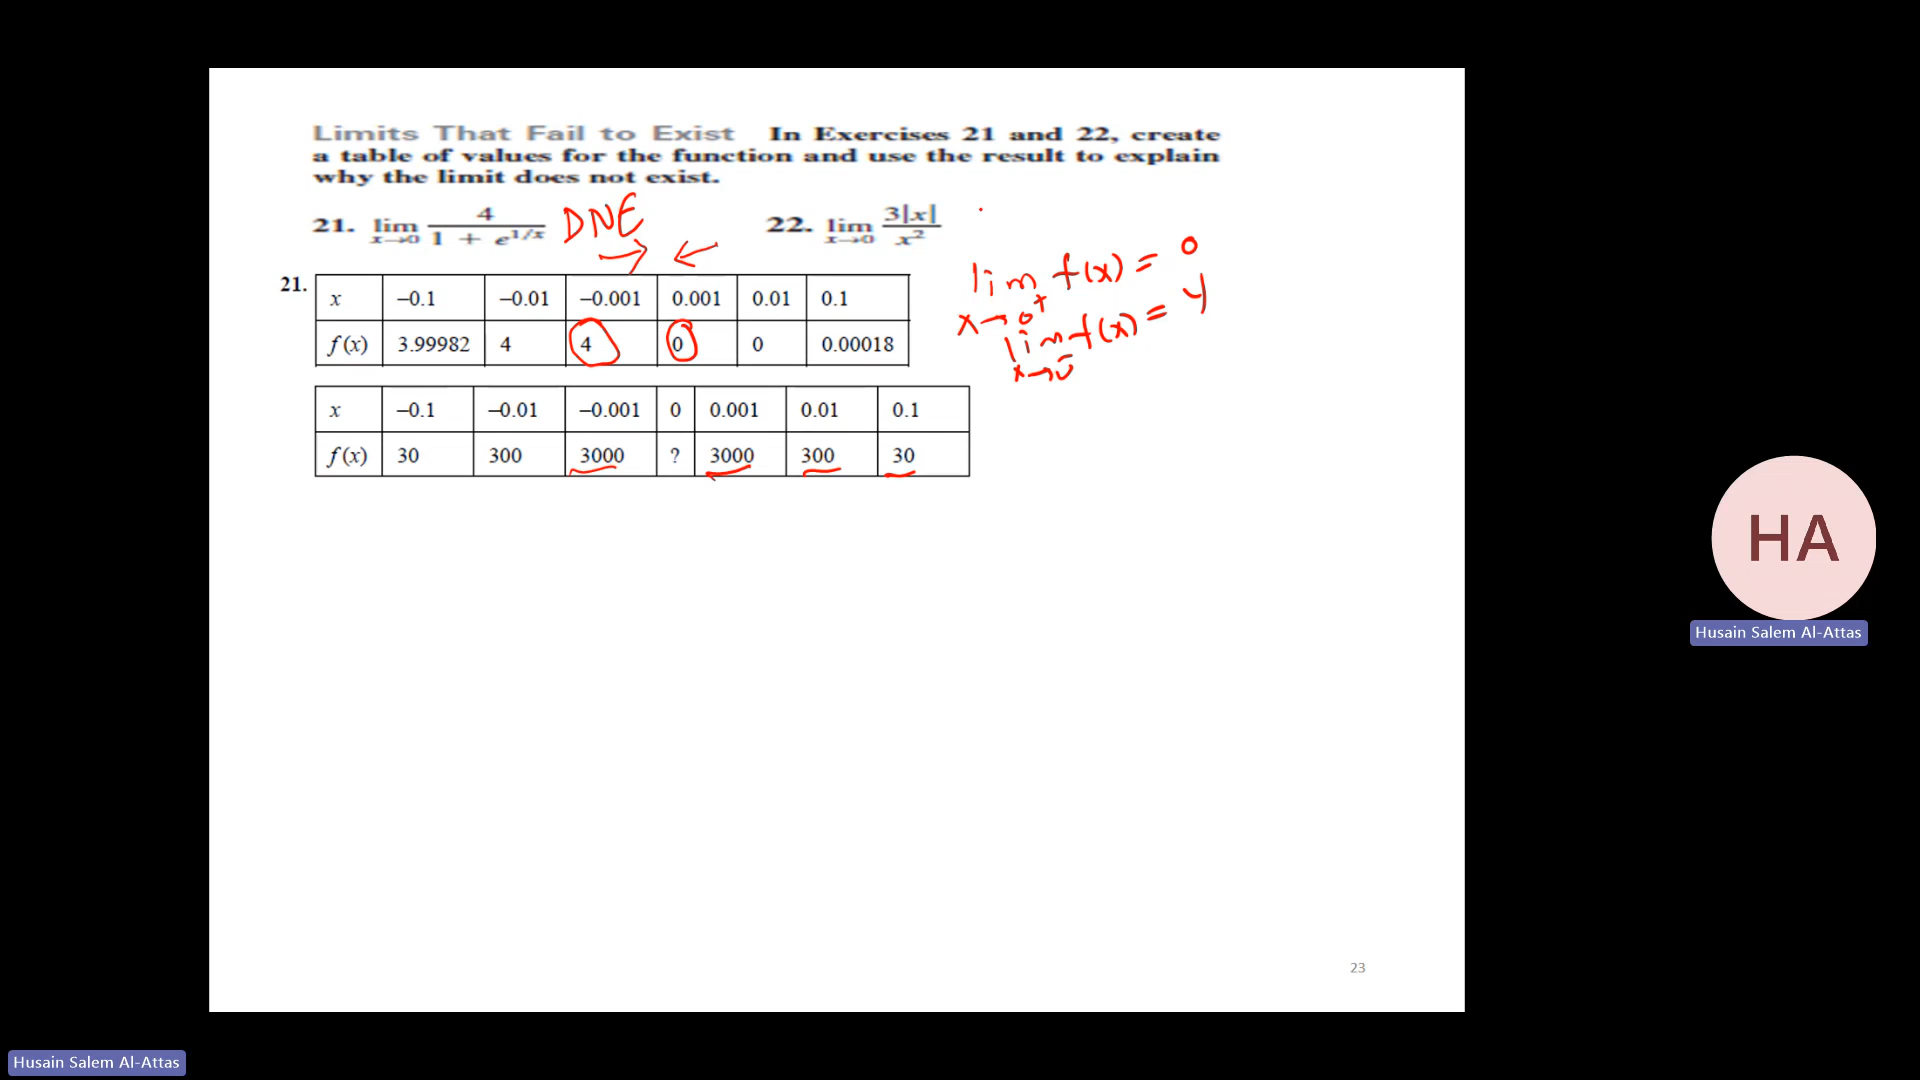 Limits That Fail to Exist In Exercises 21 and 22, create
a table of values for the function and use the result to explain
why the limit does not exist.
21. lim x→0 4 / (1 + e^{1/x}) DNE 22. lim x→0 3|x| / x²
→ ←
lim x→0⁺ f(x) = 0
lim x→0⁻ f(x) = 4
21. x −0.1 −0.01 −0.001 0.001 0.01 0.1
f(x) 3.99982 4 4 0 0 0.00018
x −0.1 −0.01 −0.001 0 0.001 0.01 0.1
f(x) 30 300 3000 ? 3000 300 30
HA
Husain Salem Al-Attas
23
Husain Salem Al-Attas